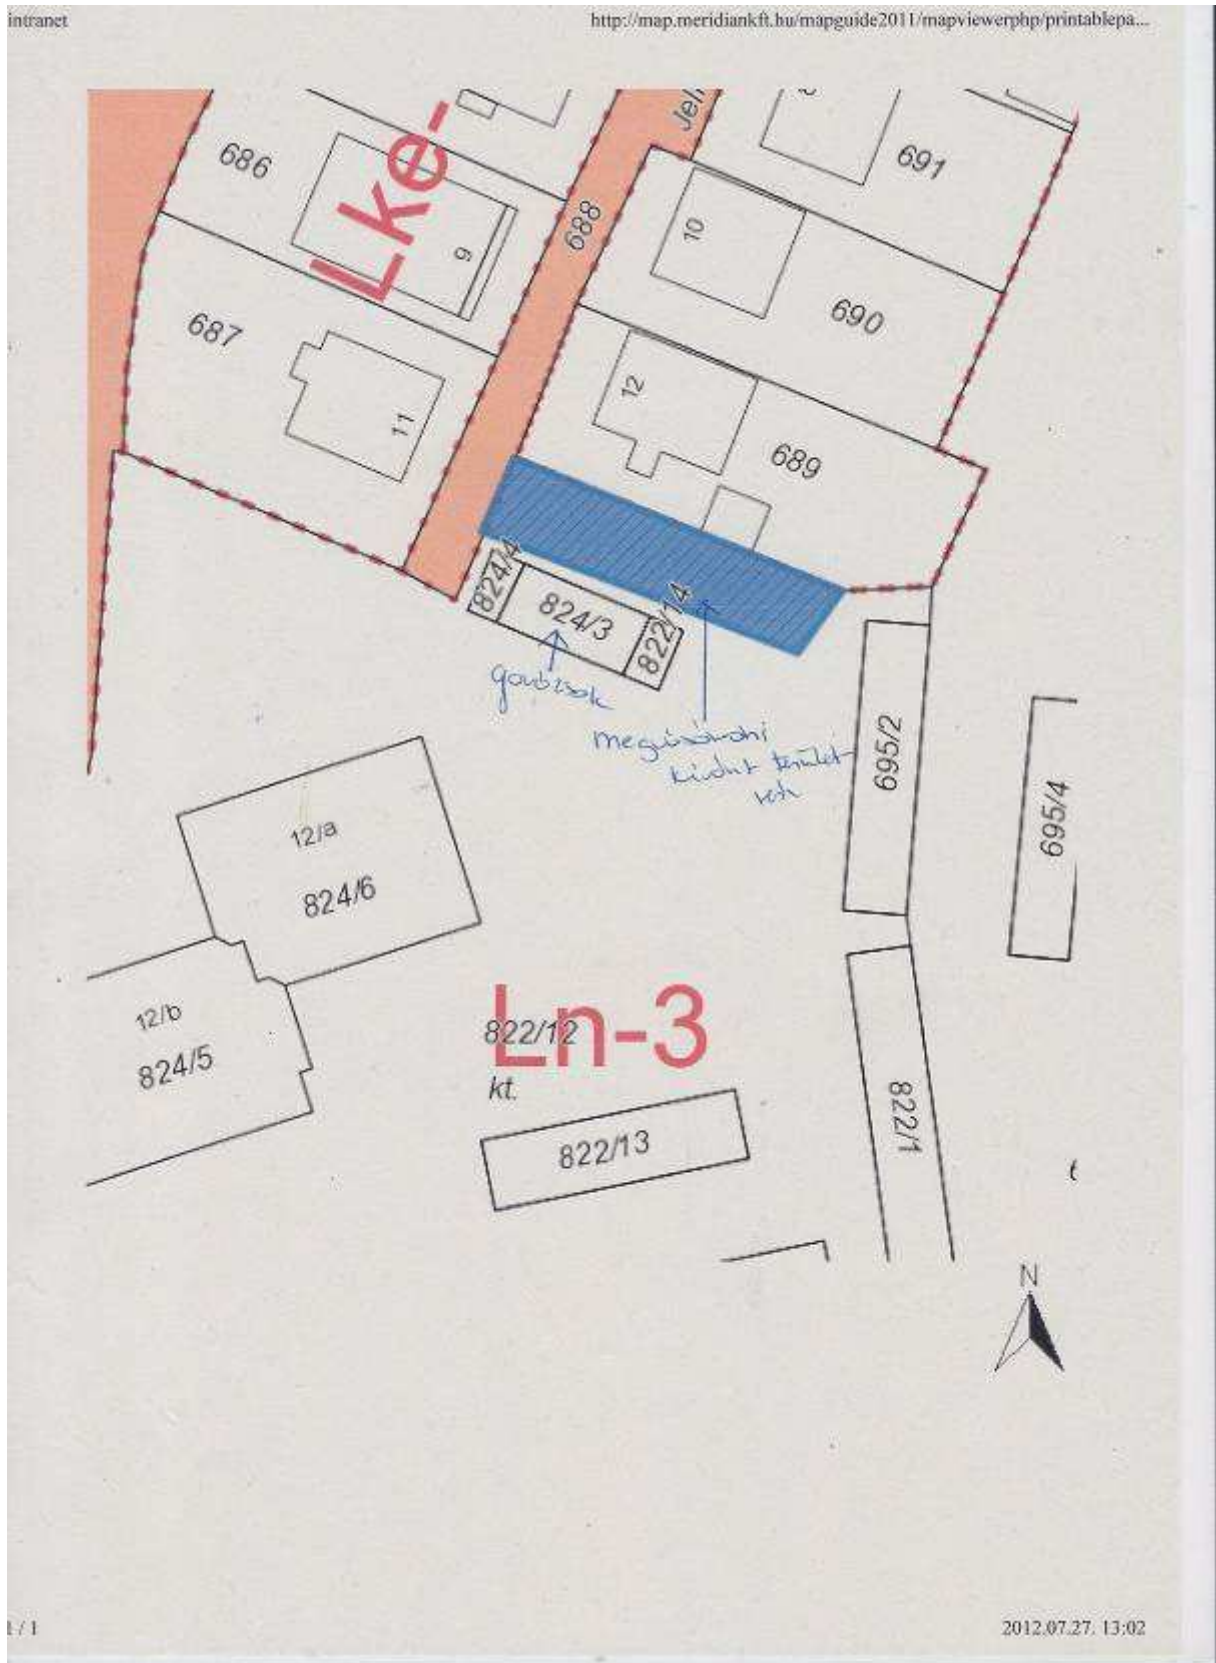 intranet
http://map.meridiankft.hu/mapguide2011/mapviewerphp/printablepa...
686
Lke-
9
688
691
10
690
687
11
12
689
824/4
824/3
822/14
garázsok
megvásárolni
kívánt terület-
rész
695/2
695/4
12/a
824/6
12/b
824/5
Ln-3
822/12
kt.
822/13
822/1
N
1 / 1
2012.07.27. 13:02